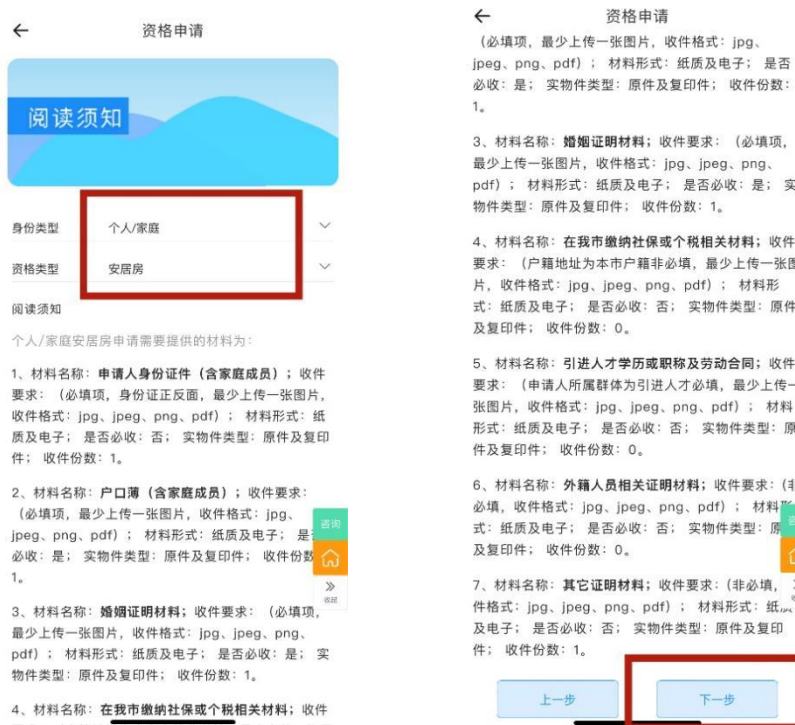 资格申请
阅读须知
身份类型 个人/家庭
资格类型 安居房
阅读须知
个人/家庭安居房申请需要提供的材料为:
1、材料名称: 申请人身份证件（含家庭成员）; 收件
要求: （必填项, 身份证正反面, 最少上传一张图片,
收件格式: jpg、jpeg、png、pdf）; 材料形式: 纸
质及电子; 是否必收: 否; 实物件类型: 原件及复印
件; 收件份数: 1。
2、材料名称: 户口薄（含家庭成员）; 收件要求:
（必填项, 最少上传一张图片, 收件格式: jpg、
jpeg、png、pdf）; 材料形式: 纸质及电子; 是
必收: 是; 实物件类型: 原件及复印件; 收件份数
1。
3、材料名称: 婚姻证明材料; 收件要求: （必填项,
最少上传一张图片, 收件格式: jpg、jpeg、png、
pdf）; 材料形式: 纸质及电子; 是否必收: 是; 实
物件类型: 原件及复印件; 收件份数: 1。
4、材料名称: 在我市缴纳社保或个税相关材料; 收件
咨询
收起
资格申请
（必填项, 最少上传一张图片, 收件格式: jpg、
jpeg、png、pdf）; 材料形式: 纸质及电子; 是否
必收: 是; 实物件类型: 原件及复印件; 收件份数:
1。
3、材料名称: 婚姻证明材料; 收件要求: （必填项,
最少上传一张图片, 收件格式: jpg、jpeg、png、
pdf）; 材料形式: 纸质及电子; 是否必收: 是; 实
物件类型: 原件及复印件; 收件份数: 1。
4、材料名称: 在我市缴纳社保或个税相关材料; 收件
要求: （户籍地址为本市户籍非必填, 最少上传一张图
片, 收件格式: jpg、jpeg、png、pdf）; 材料形
式: 纸质及电子; 是否必收: 否; 实物件类型: 原件
及复印件; 收件份数: 0。
5、材料名称: 引进人才学历或职称及劳动合同; 收件
要求: （申请人所属群体为引进人才必填, 最少上传一
张图片, 收件格式: jpg、jpeg、png、pdf）; 材料
形式: 纸质及电子; 是否必收: 否; 实物件类型: 原
件及复印件; 收件份数: 0。
6、材料名称: 外籍人员相关证明材料; 收件要求: （非
必填, 收件格式: jpg、jpeg、png、pdf）; 材料
式: 纸质及电子; 是否必收: 否; 实物件类型: 原
及复印件; 收件份数: 0。
7、材料名称: 其它证明材料; 收件要求: （非必填,
件格式: jpg、jpeg、png、pdf）; 材料形式: 纸
及电子; 是否必收: 否; 实物件类型: 原件及复印
件; 收件份数: 1。
上一步 下一步